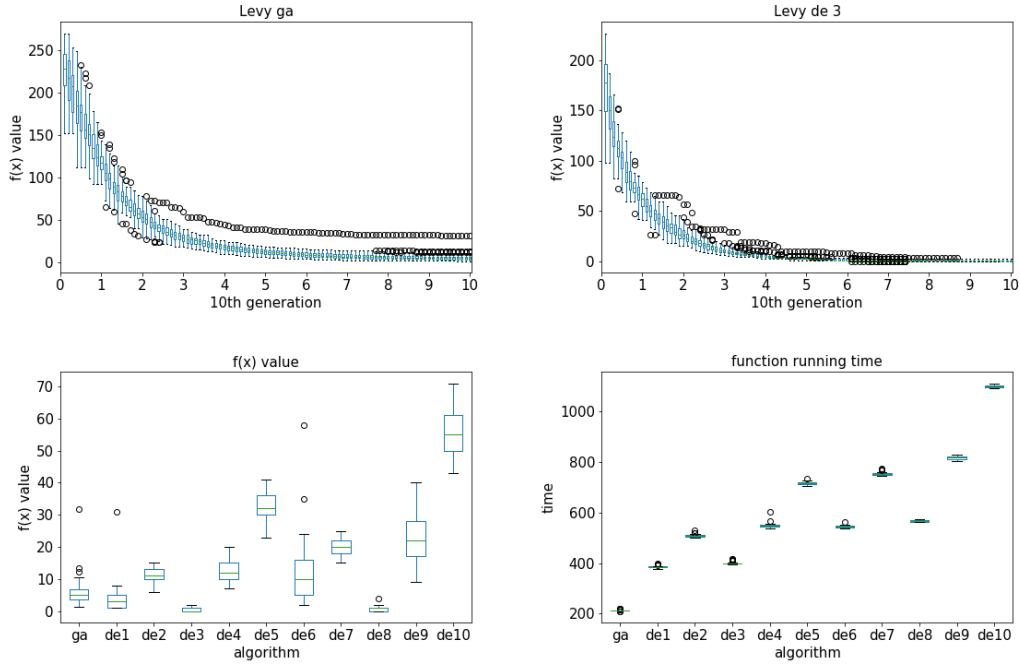 Levy ga
f(x) value
250
200
150
100
50
0
0 1 2 3 4 5 6 7 8 9 10
10th generation
Levy de 3
f(x) value
200
150
100
50
0
0 1 2 3 4 5 6 7 8 9 10
10th generation
f(x) value
f(x) value
70
60
50
40
30
20
10
0
ga de1 de2 de3 de4 de5 de6 de7 de8 de9 de10
algorithm
function running time
time
1000
800
600
400
200
ga de1 de2 de3 de4 de5 de6 de7 de8 de9 de10
algorithm